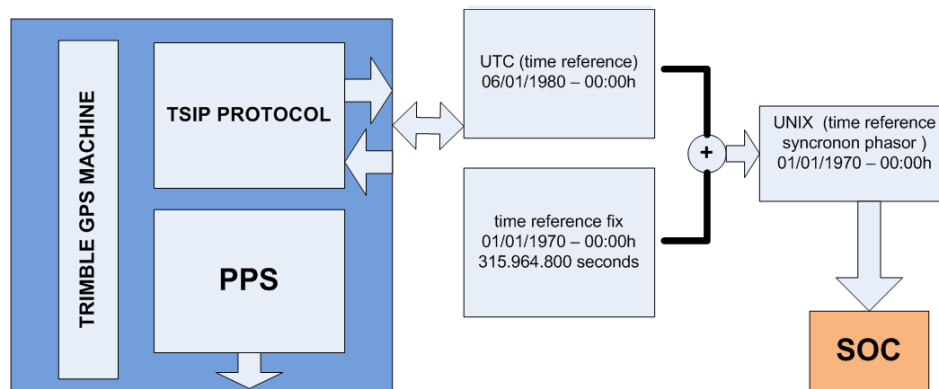 TRIMBLE GPS MACHINE
TSIP PROTOCOL
PPS
UTC (time reference)
06/01/1980 – 00:00h
time reference fix
01/01/1970 – 00:00h
315.964.800 seconds
+
UNIX (time reference
syncronon phasor )
01/01/1970 – 00:00h
SOC